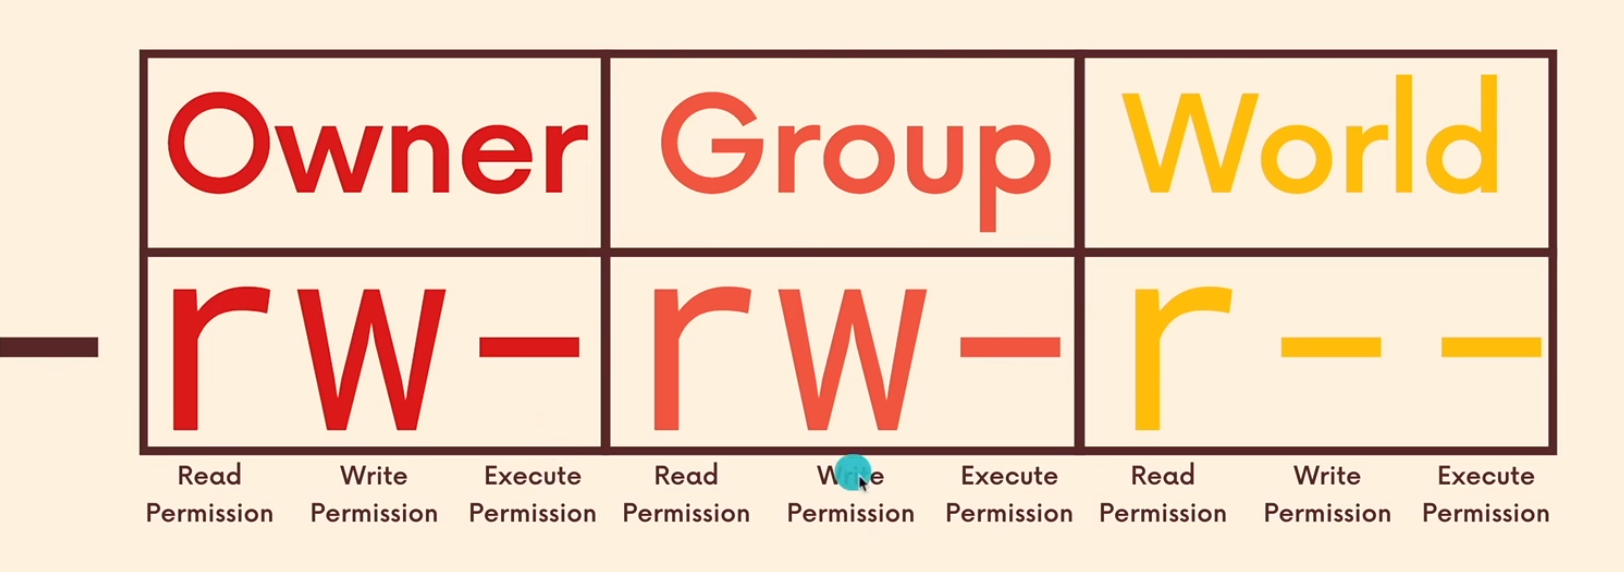 Owner Group World
- rw- rw- r--
Read Write Execute Read Write Execute Read Write Execute
Permission Permission Permission Permission Permission Permission Permission Permission Permission